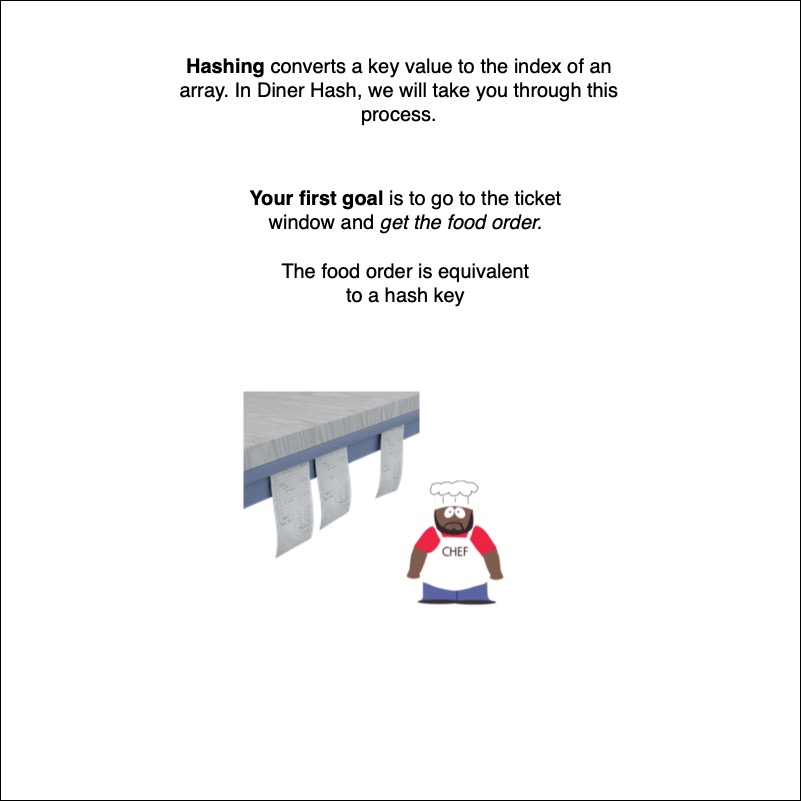 Hashing converts a key value to the index of an
array. In Diner Hash, we will take you through this
process.
Your first goal is to go to the ticket
window and get the food order.
The food order is equivalent
to a hash key
CHEF